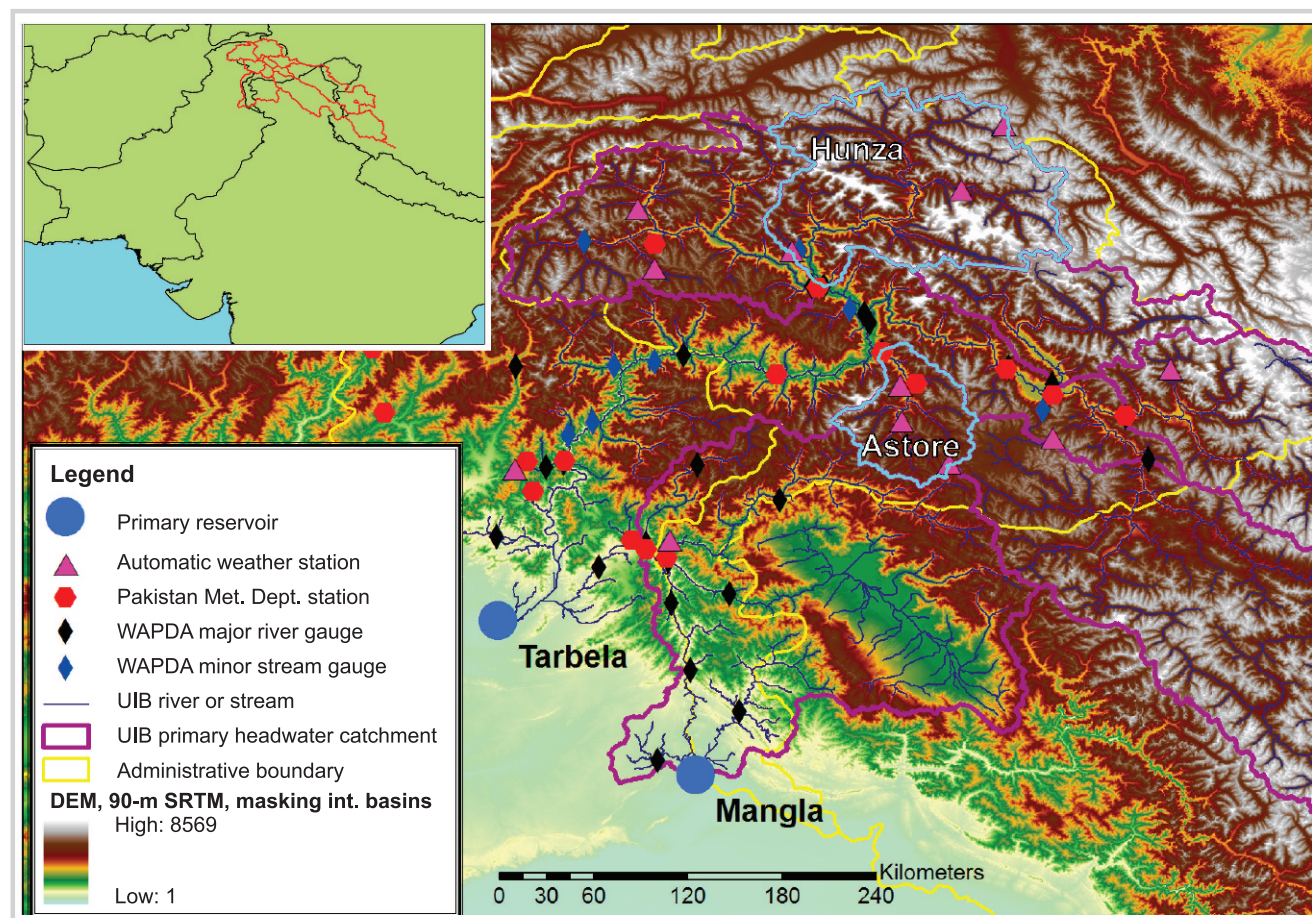 Hunza
Astore
Tarbela
Mangla
Legend
Primary reservoir
Automatic weather station
Pakistan Met. Dept. station
WAPDA major river gauge
WAPDA minor stream gauge
UIB river or stream
UIB primary headwater catchment
Administrative boundary
DEM, 90-m SRTM, masking int. basins
High: 8569
Low: 1
Kilometers
0 15 30 60 120 180 240